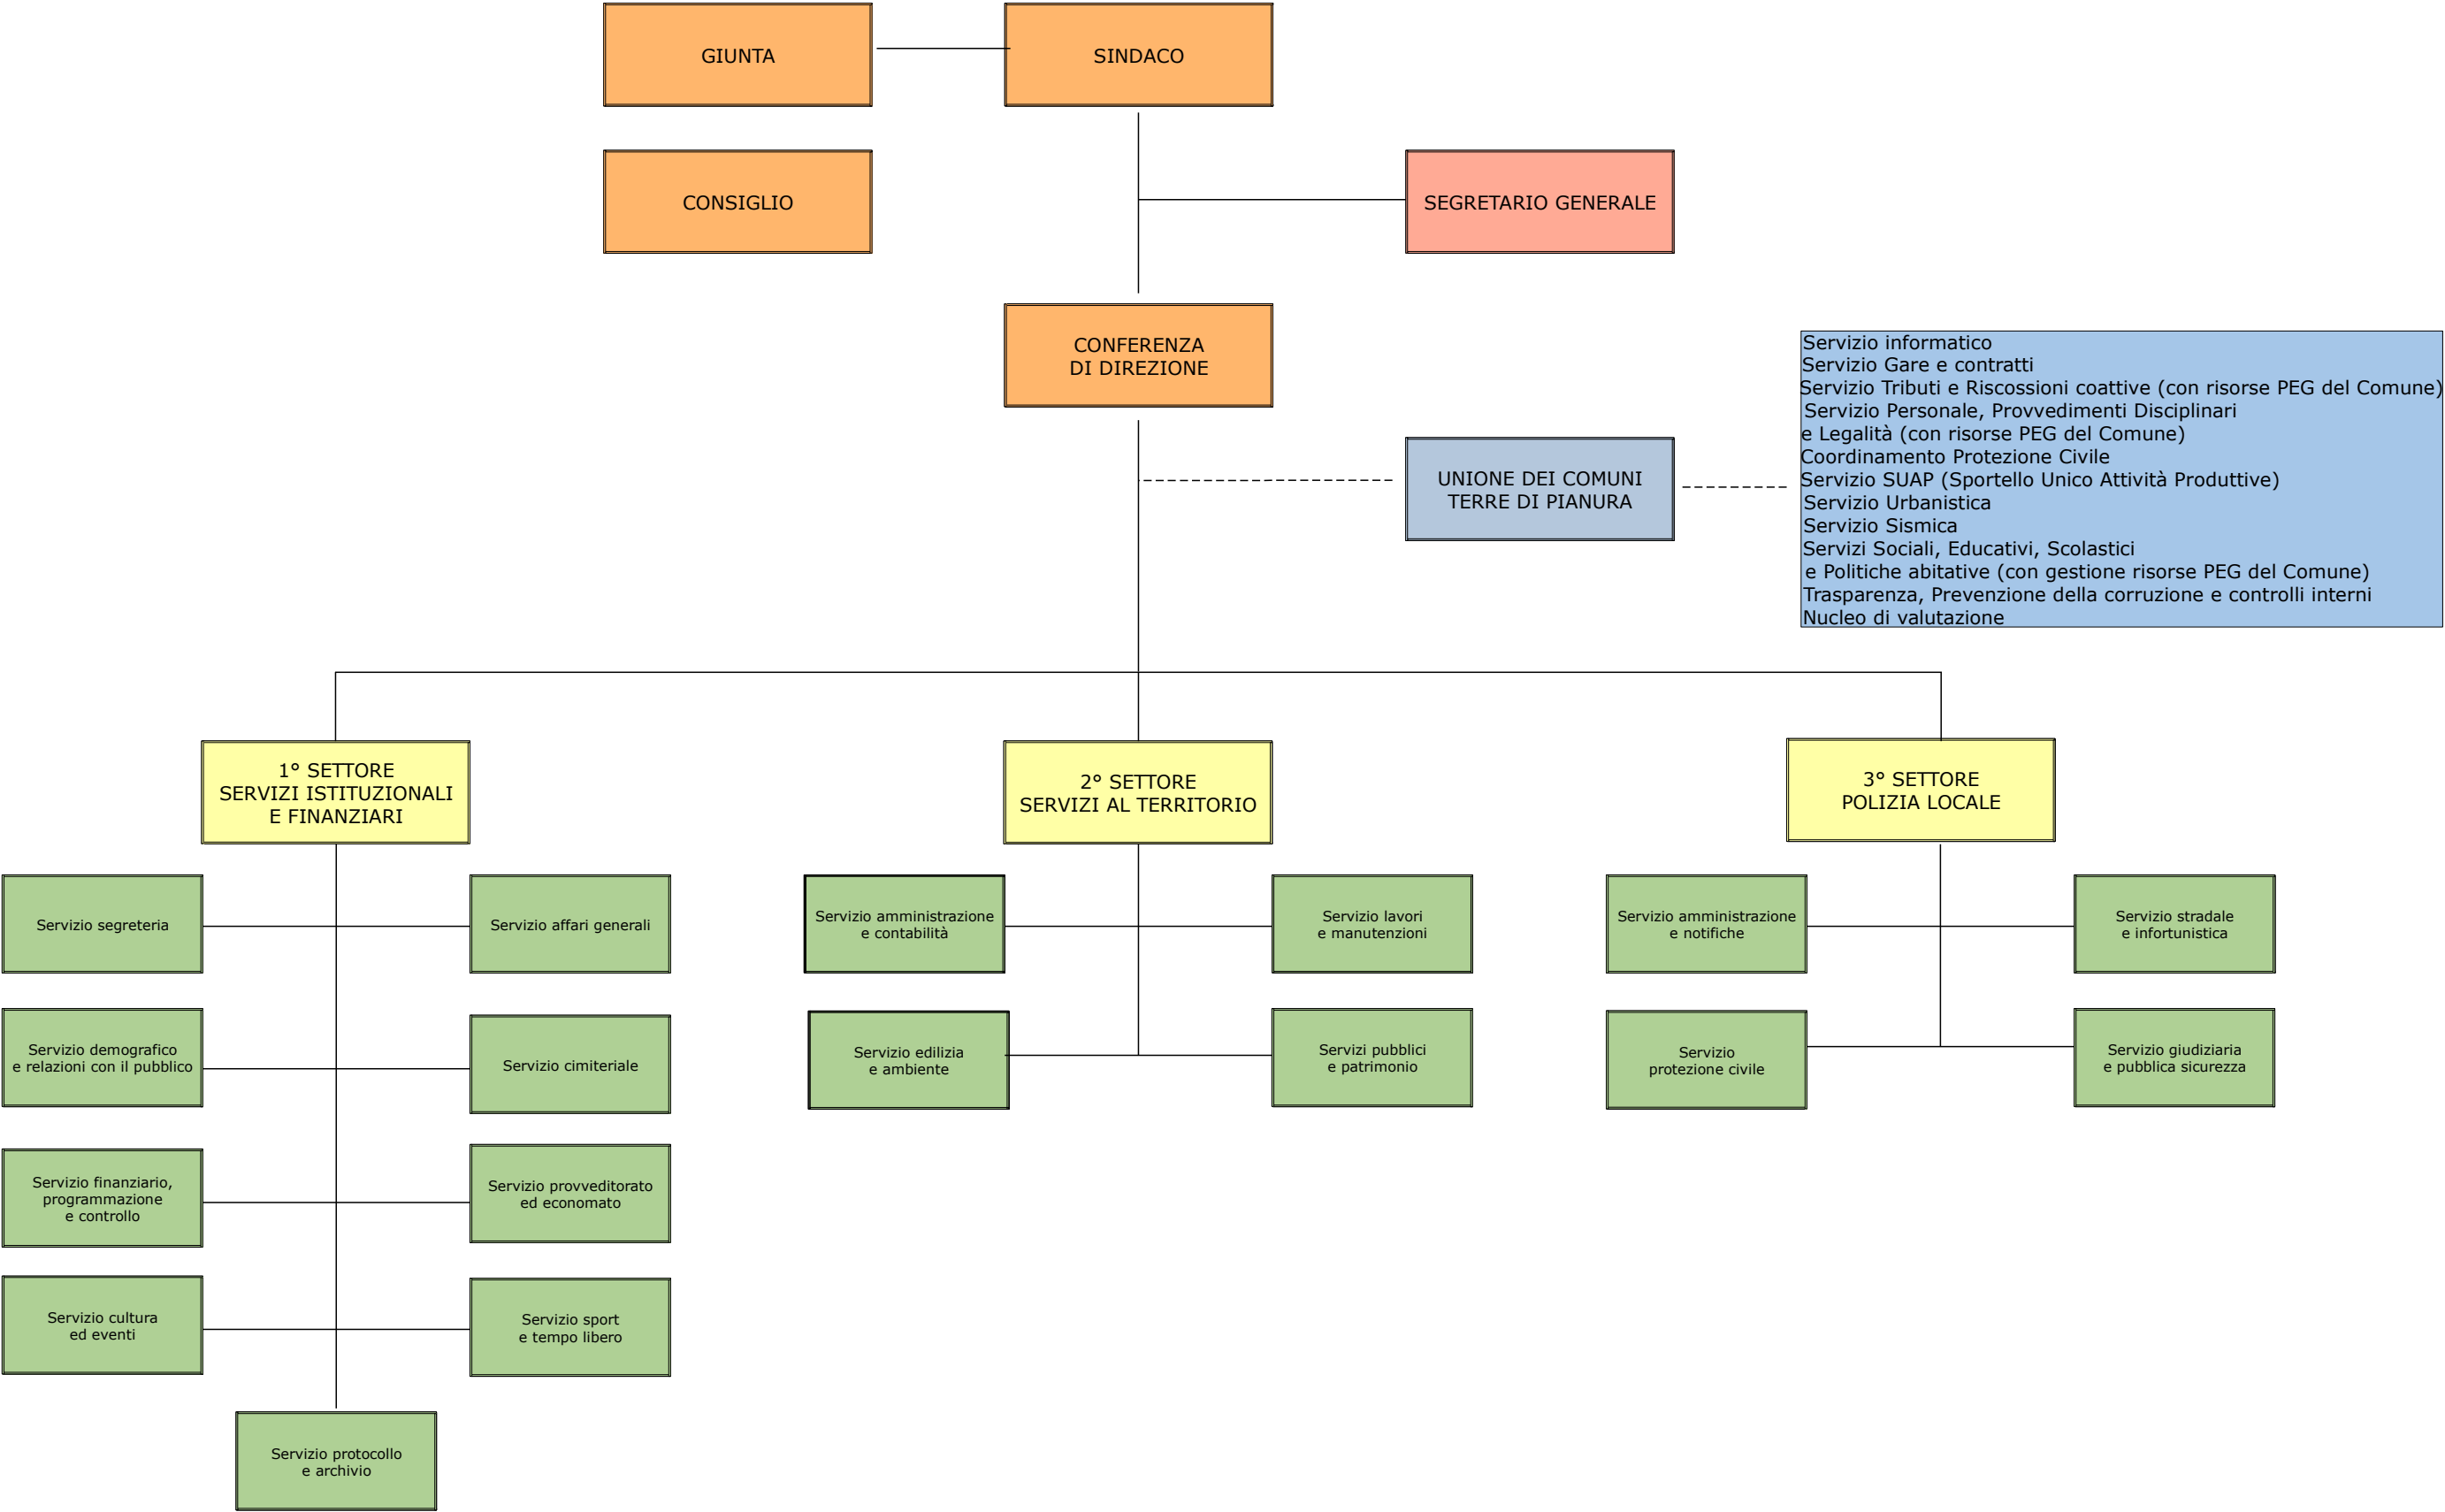 GIUNTA
SINDACO
CONSIGLIO
SEGRETARIO GENERALE
CONFERENZA
DI DIREZIONE
UNIONE DEI COMUNI
TERRE DI PIANURA
Servizio informatico
Servizio Gare e contratti
Servizio Tributi e Riscossioni coattive (con risorse PEG del Comune)
Servizio Personale, Provvedimenti Disciplinari
e Legalità (con risorse PEG del Comune)
Coordinamento Protezione Civile
Servizio SUAP (Sportello Unico Attività Produttive)
Servizio Urbanistica
Servizio Sismica
Servizi Sociali, Educativi, Scolastici
e Politiche abitative (con gestione risorse PEG del Comune)
Trasparenza, Prevenzione della corruzione e controlli interni
Nucleo di valutazione
1° SETTORE
SERVIZI ISTITUZIONALI
E FINANZIARI
2° SETTORE
SERVIZI AL TERRITORIO
3° SETTORE
POLIZIA LOCALE
Servizio segreteria
Servizio affari generali
Servizio amministrazione
e contabilità
Servizio lavori
e manutenzioni
Servizio amministrazione
e notifiche
Servizio stradale
e infortunistica
Servizio demografico
e relazioni con il pubblico
Servizio cimiteriale
Servizio edilizia
e ambiente
Servizi pubblici
e patrimonio
Servizio
protezione civile
Servizio giudiziaria
e pubblica sicurezza
Servizio finanziario,
programmazione
e controllo
Servizio provveditorato
ed economato
Servizio cultura
ed eventi
Servizio sport
e tempo libero
Servizio protocollo
e archivio